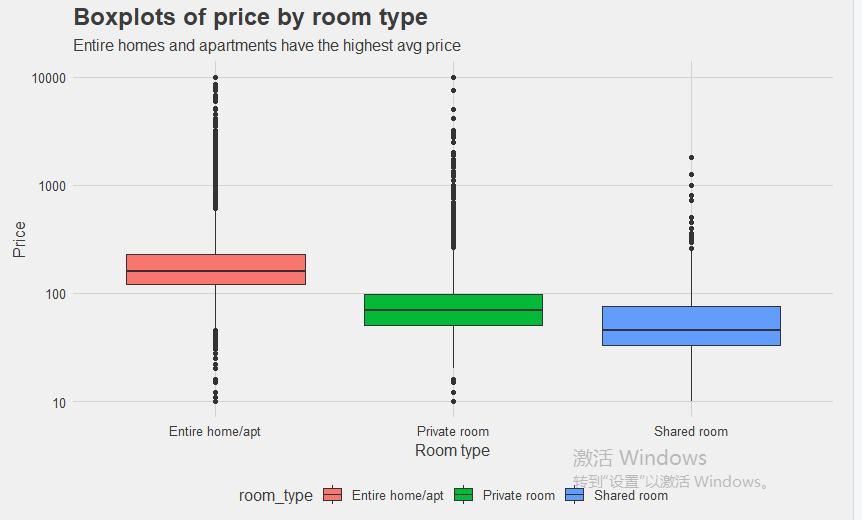 Boxplots of price by room type
Entire homes and apartments have the highest avg price
10000
1000
100
10
Price
Entire home/apt Private room Shared room
Room type
激活 Windows
转到“设置”以激活 Windows。
room_type Entire home/apt Private room Shared room